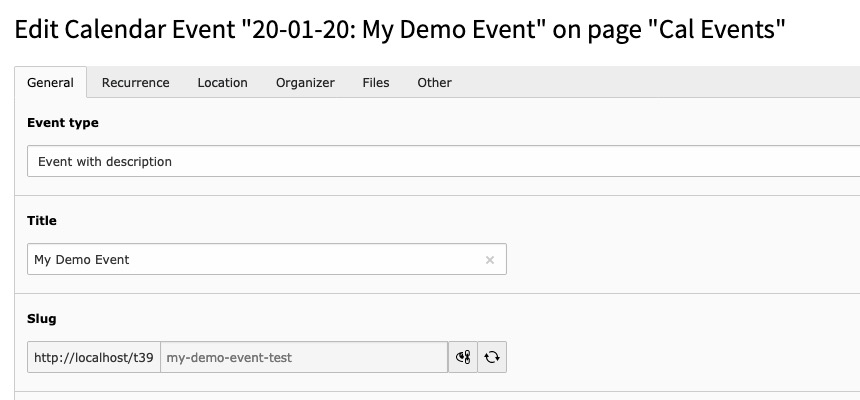 Edit Calendar Event "20-01-20: My Demo Event" on page "Cal Events"
General Recurrence Location Organizer Files Other
Event type
Event with description
Title
My Demo Event
Slug
http://localhost/t39 my-demo-event-test